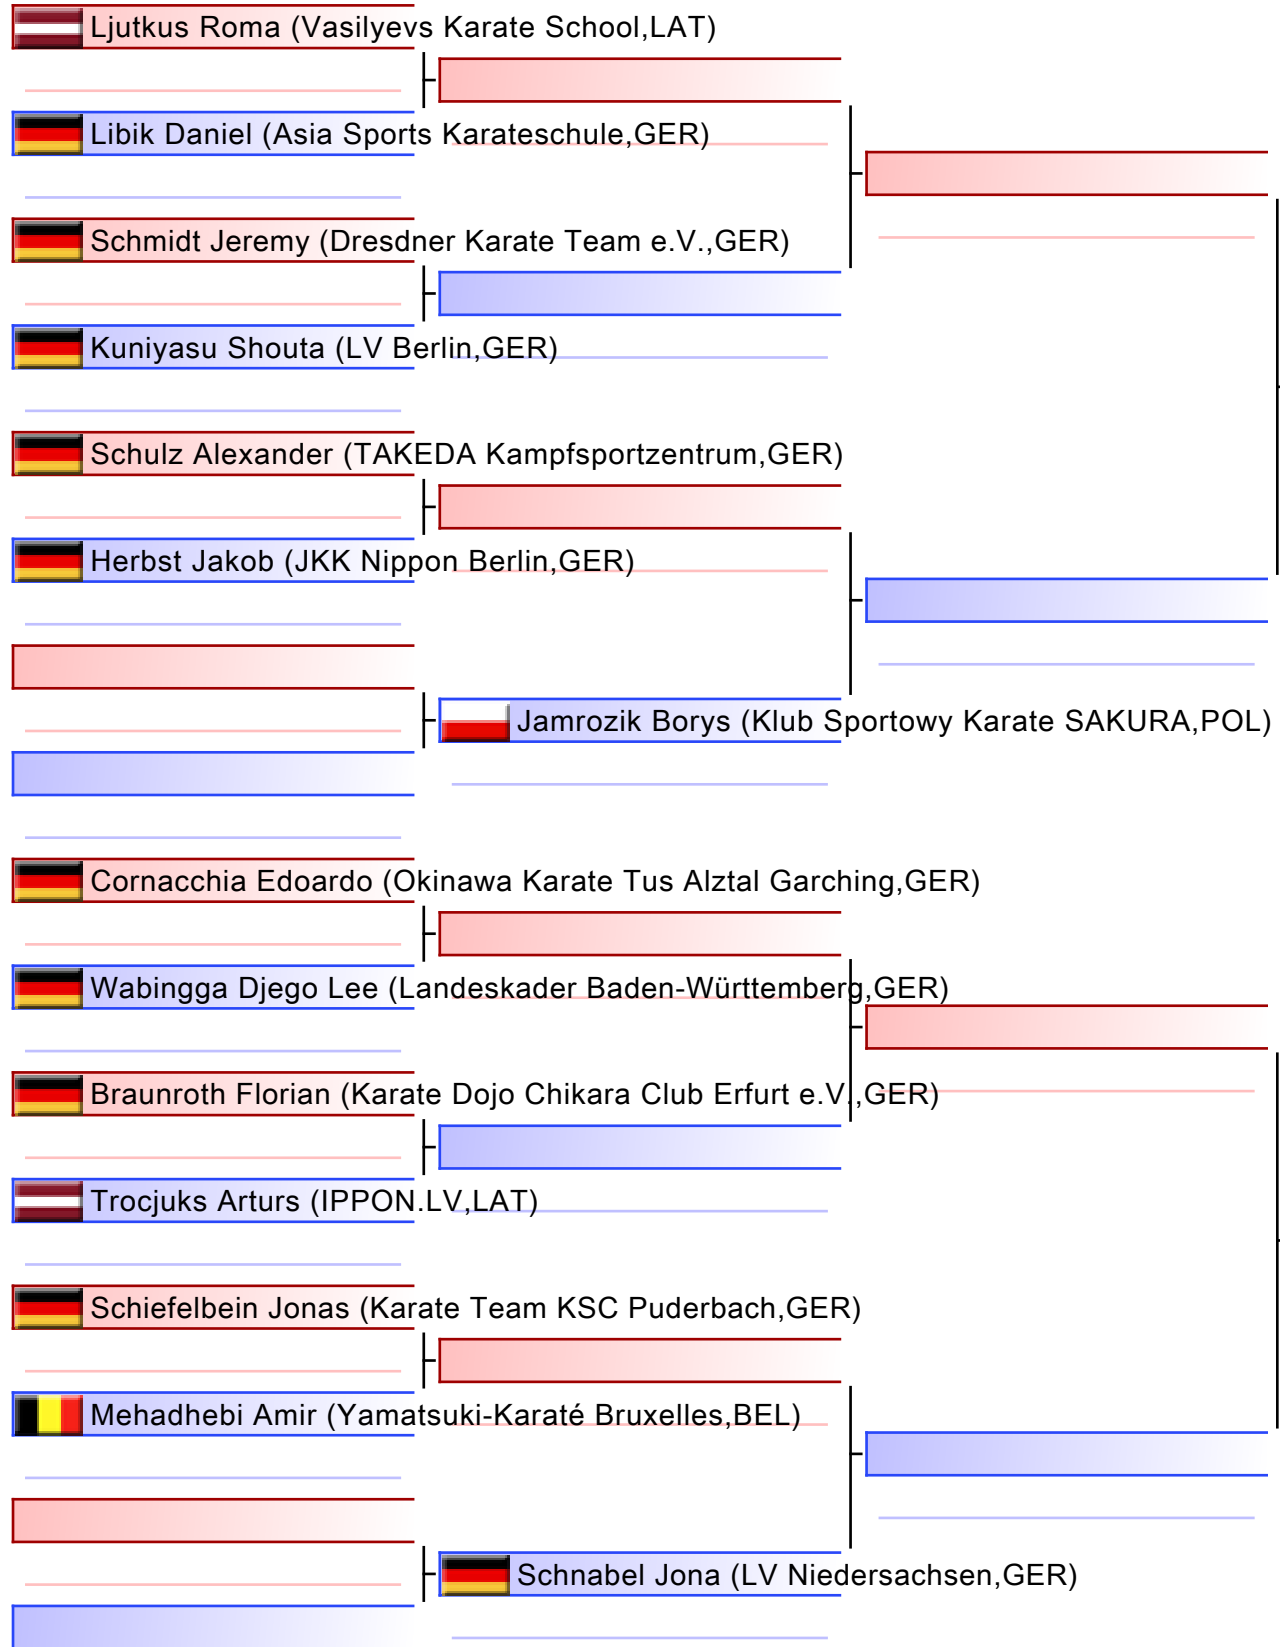 Ljutkus Roma (Vasilyevs Karate School,LAT)
Libik Daniel (Asia Sports Karateschule,GER)
Schmidt Jeremy (Dresdner Karate Team e.V.,GER)
Kuniyasu Shouta (LV Berlin,GER)
Schulz Alexander (TAKEDA Kampfsportzentrum,GER)
Herbst Jakob (JKK Nippon Berlin,GER)
Jamrozik Borys (Klub Sportowy Karate SAKURA,POL)
Cornacchia Edoardo (Okinawa Karate Tus Alztal Garching,GER)
Wabingga Djego Lee (Landeskader Baden-Württemberg,GER)
Braunroth Florian (Karate Dojo Chikara Club Erfurt e.V.,GER)
Trocjuks Arturs (IPPON.LV,LAT)
Schiefelbein Jonas (Karate Team KSC Puderbach,GER)
Mehadhebi Amir (Yamatsuki-Karaté Bruxelles,BEL)
Schnabel Jona (LV Niedersachsen,GER)